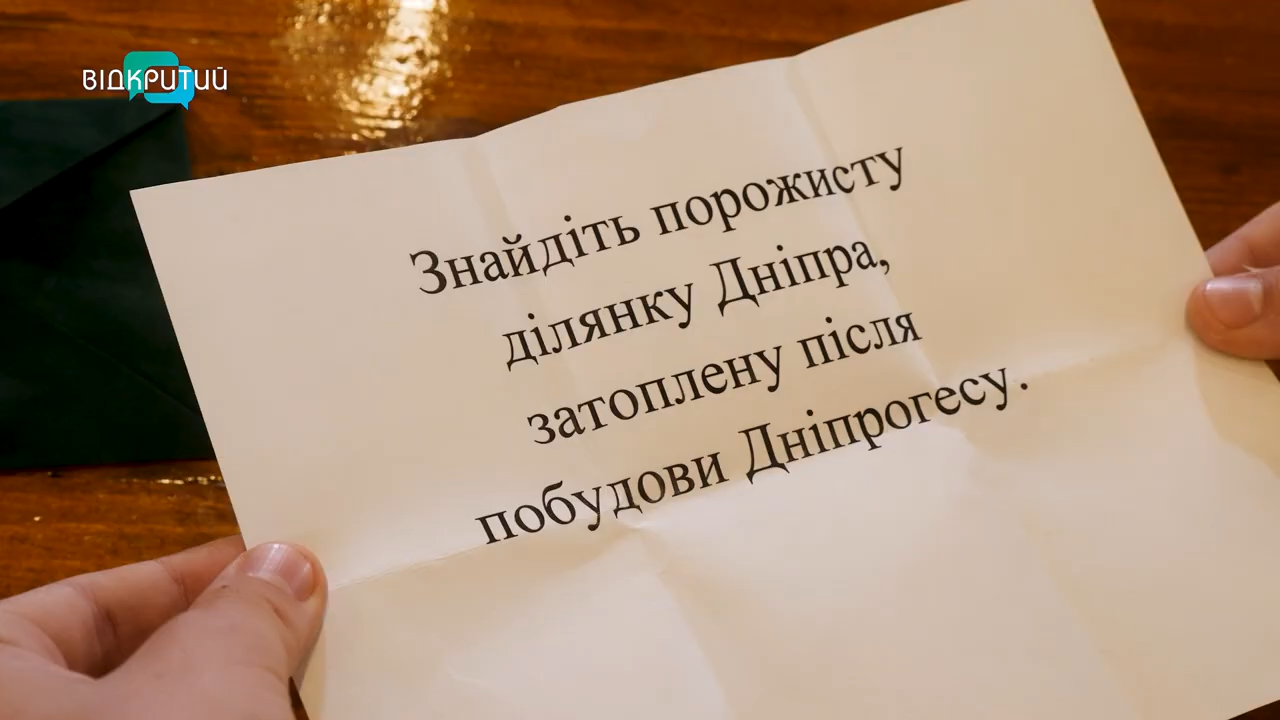 ВІДКРИТИЙ
Знайдіть порожисту
ділянку Дніпра,
затоплену після
побудови Дніпрогесу.